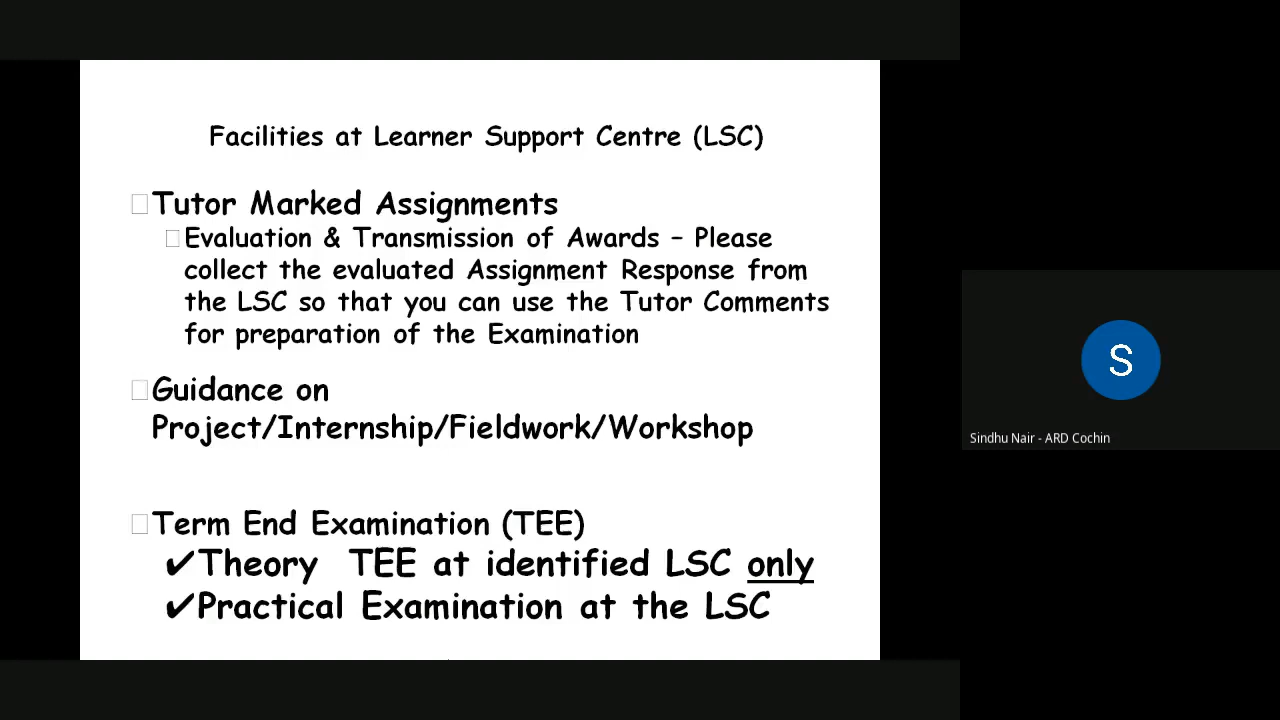 Facilities at Learner Support Centre (LSC)
Tutor Marked Assignments
Evaluation & Transmission of Awards – Please
collect the evaluated Assignment Response from
the LSC so that you can use the Tutor Comments
for preparation of the Examination
Guidance on
Project/Internship/Fieldwork/Workshop
Term End Examination (TEE)
✔Theory TEE at identified LSC only
✔Practical Examination at the LSC
S
Sindhu Nair - ARD Cochin